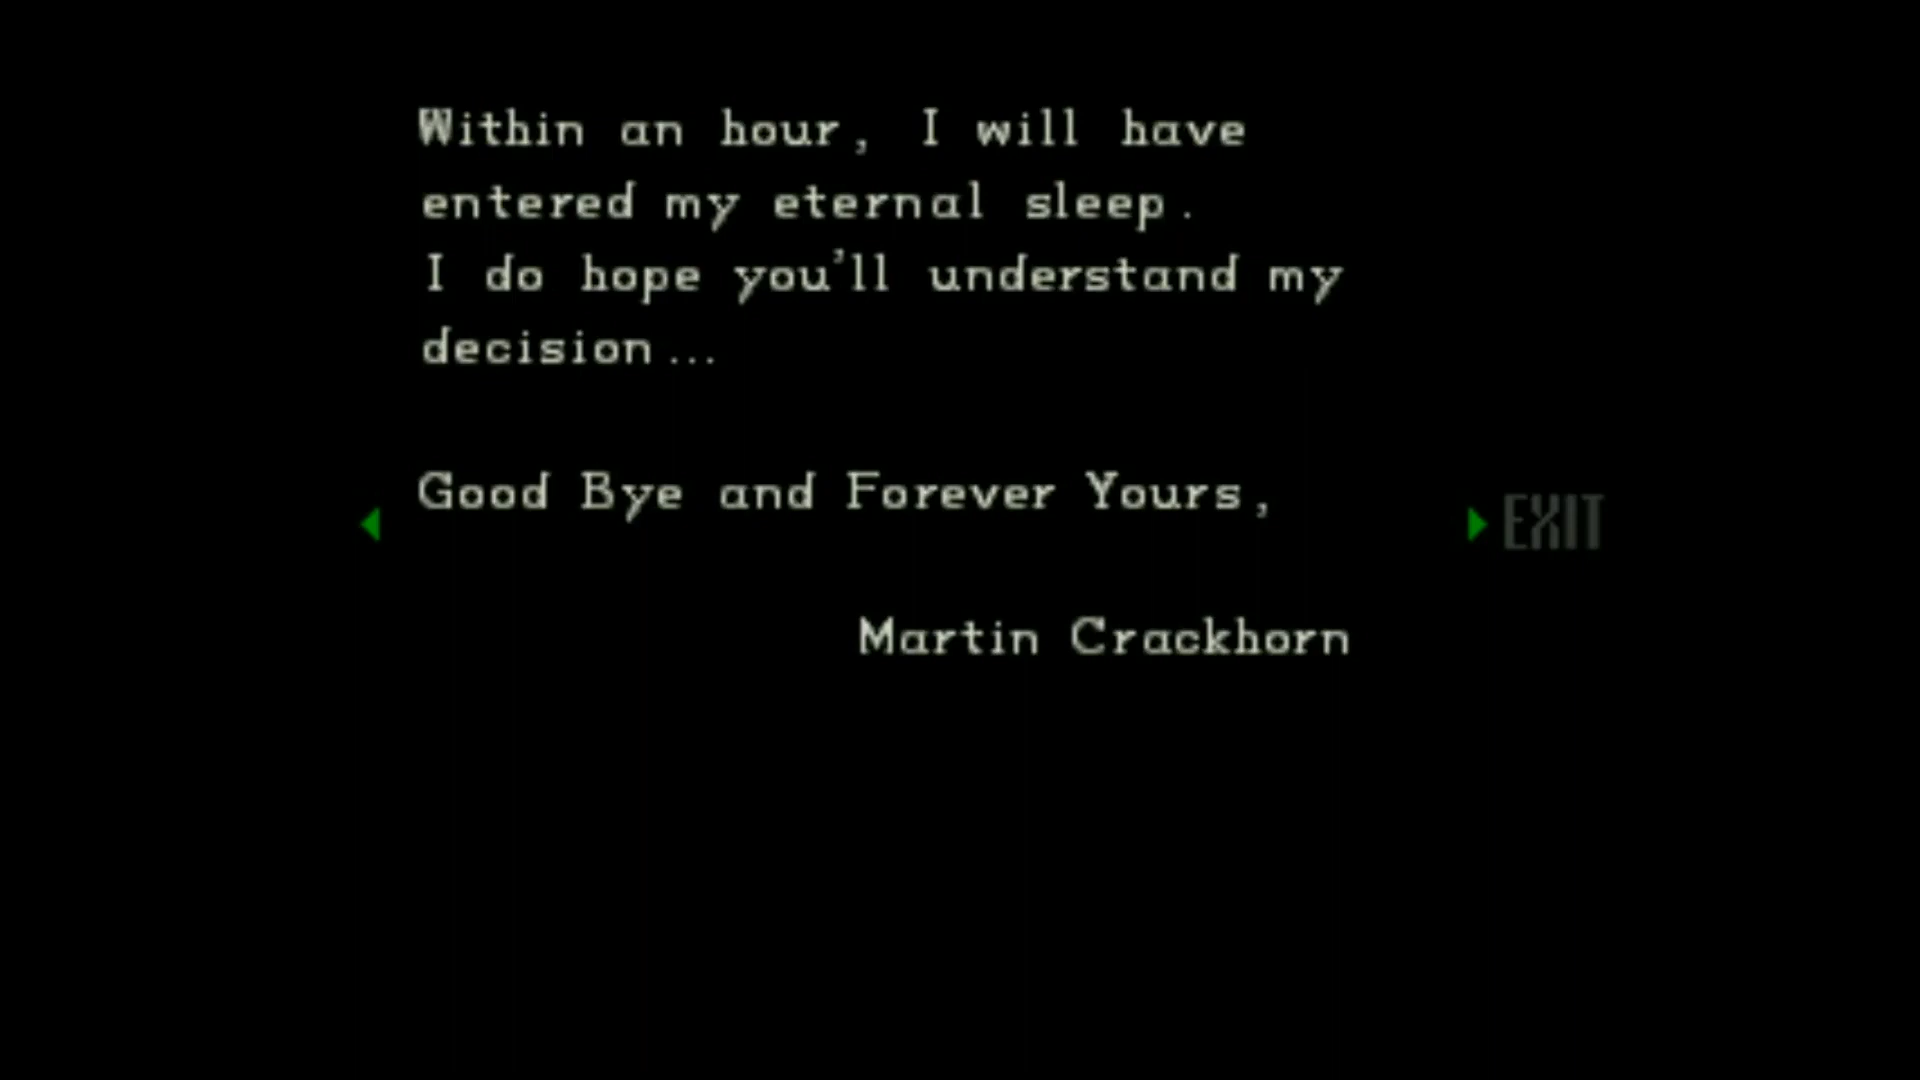 Within an hour, I will have
entered my eternal sleep.
I do hope you'll understand my
decision...
Good Bye and Forever Yours,
EXIT
Martin Crackhorn